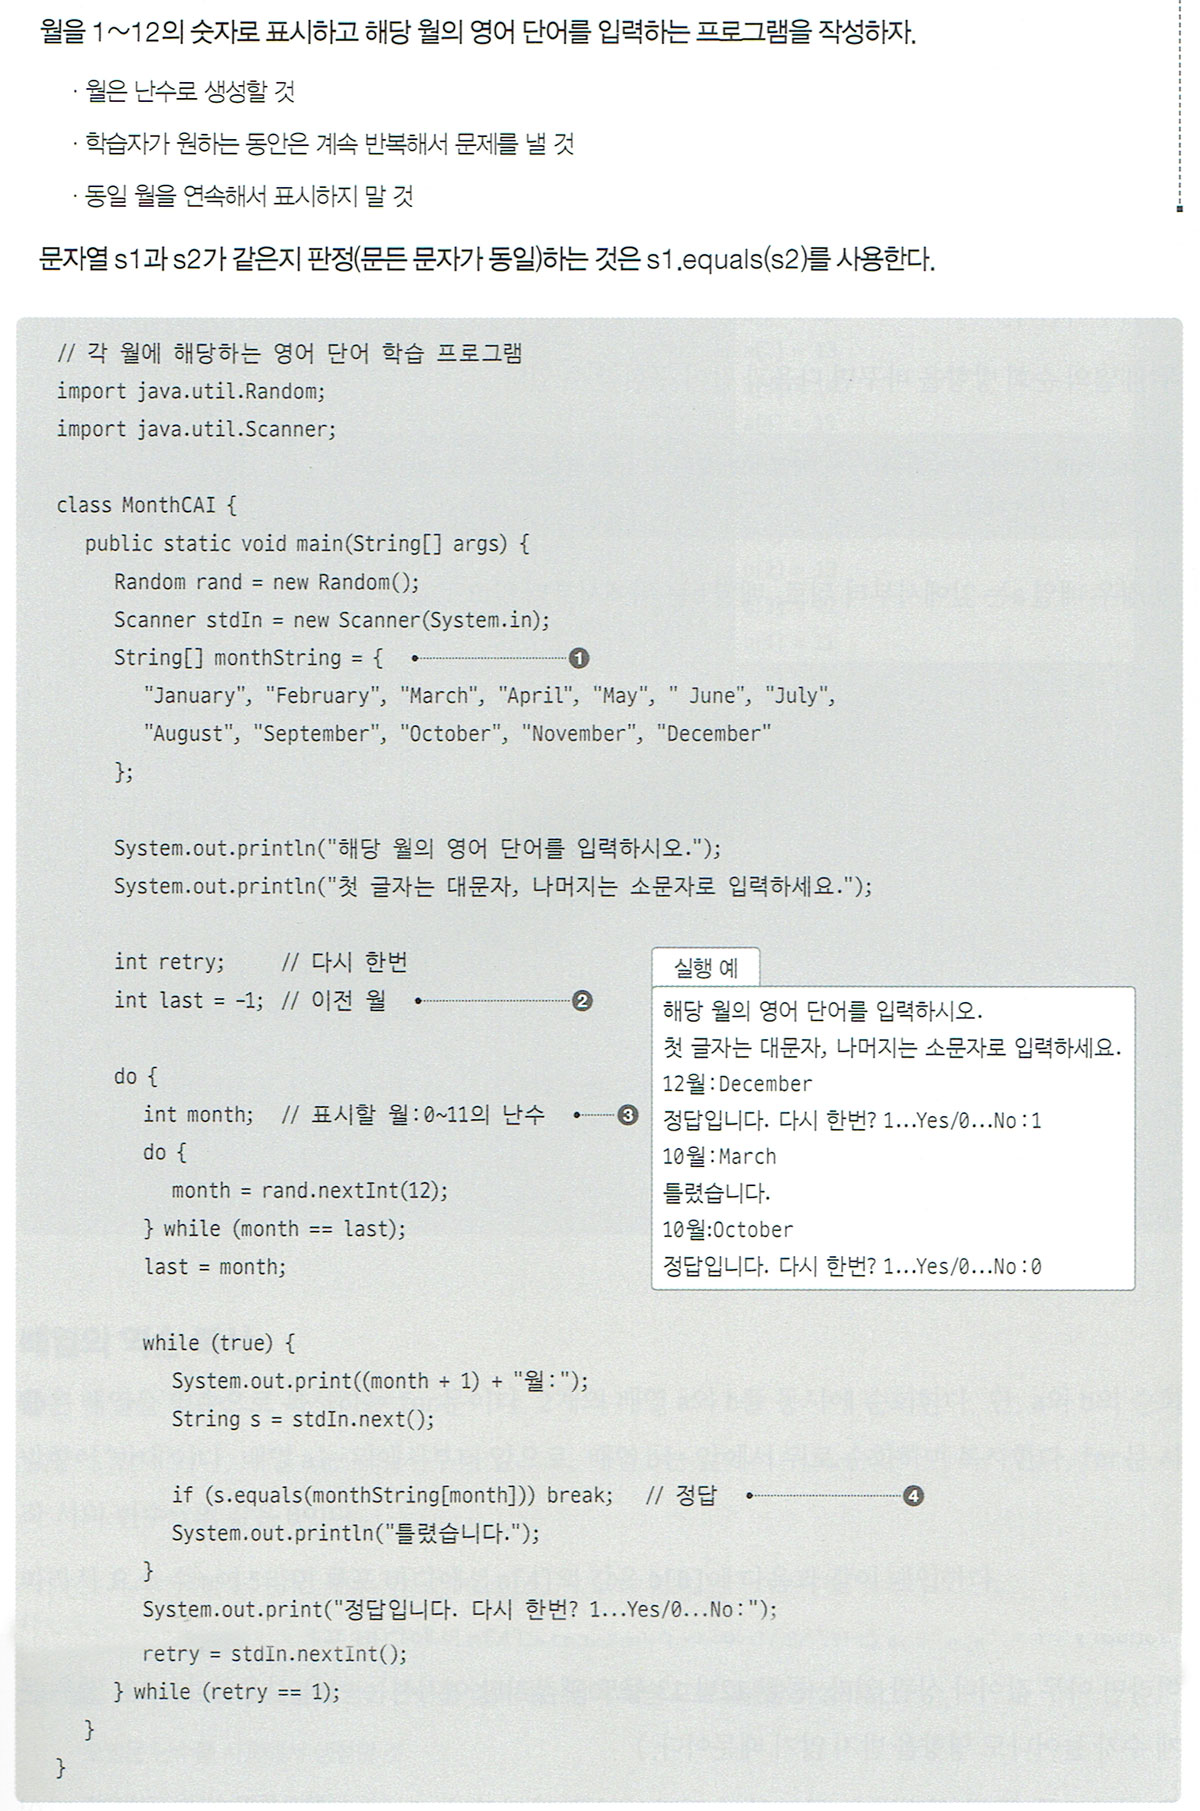 월을 1～12의 숫자로 표시하고 해당 월의 영어 단어를 입력하는 프로그램을 작성하자.
· 월은 난수로 생성할 것
· 학습자가 원하는 동안은 계속 반복해서 문제를 낼 것
· 동일 월을 연속해서 표시하지 말 것
문자열 s1과 s2가 같은지 판정(문든 문자가 동일)하는 것은 s1.equals(s2)를 사용한다.
// 각 월에 해당하는 영어 단어 학습 프로그램
import java.util.Random;
import java.util.Scanner;
class MonthCAI {
public static void main(String[] args) {
Random rand = new Random();
Scanner stdIn = new Scanner(System.in);
String[] monthString = { ❶
"January", "February", "March", "April", "May", " June", "July",
"August", "September", "October", "November", "December"
};
System.out.println("해당 월의 영어 단어를 입력하시오.");
System.out.println("첫 글자는 대문자, 나머지는 소문자로 입력하세요.");
int retry; // 다시 한번
int last = -1; // 이전 월 ❷
do {
int month; // 표시할 월:0~11의 난수 ❸
do {
month = rand.nextInt(12);
} while (month == last);
last = month;
실행 예
해당 월의 영어 단어를 입력하시오.
첫 글자는 대문자, 나머지는 소문자로 입력하세요.
12월:December
정답입니다. 다시 한번? 1...Yes/0...No:1
10월:March
틀렸습니다.
10월:October
정답입니다. 다시 한번? 1...Yes/0...No:0
while (true) {
System.out.print((month + 1) + "월:");
String s = stdIn.next();
if (s.equals(monthString[month])) break; // 정답 ❹
System.out.println("틀렸습니다.");
}
System.out.print("정답입니다. 다시 한번? 1...Yes/0...No:");
retry = stdIn.nextInt();
} while (retry == 1);
}
}